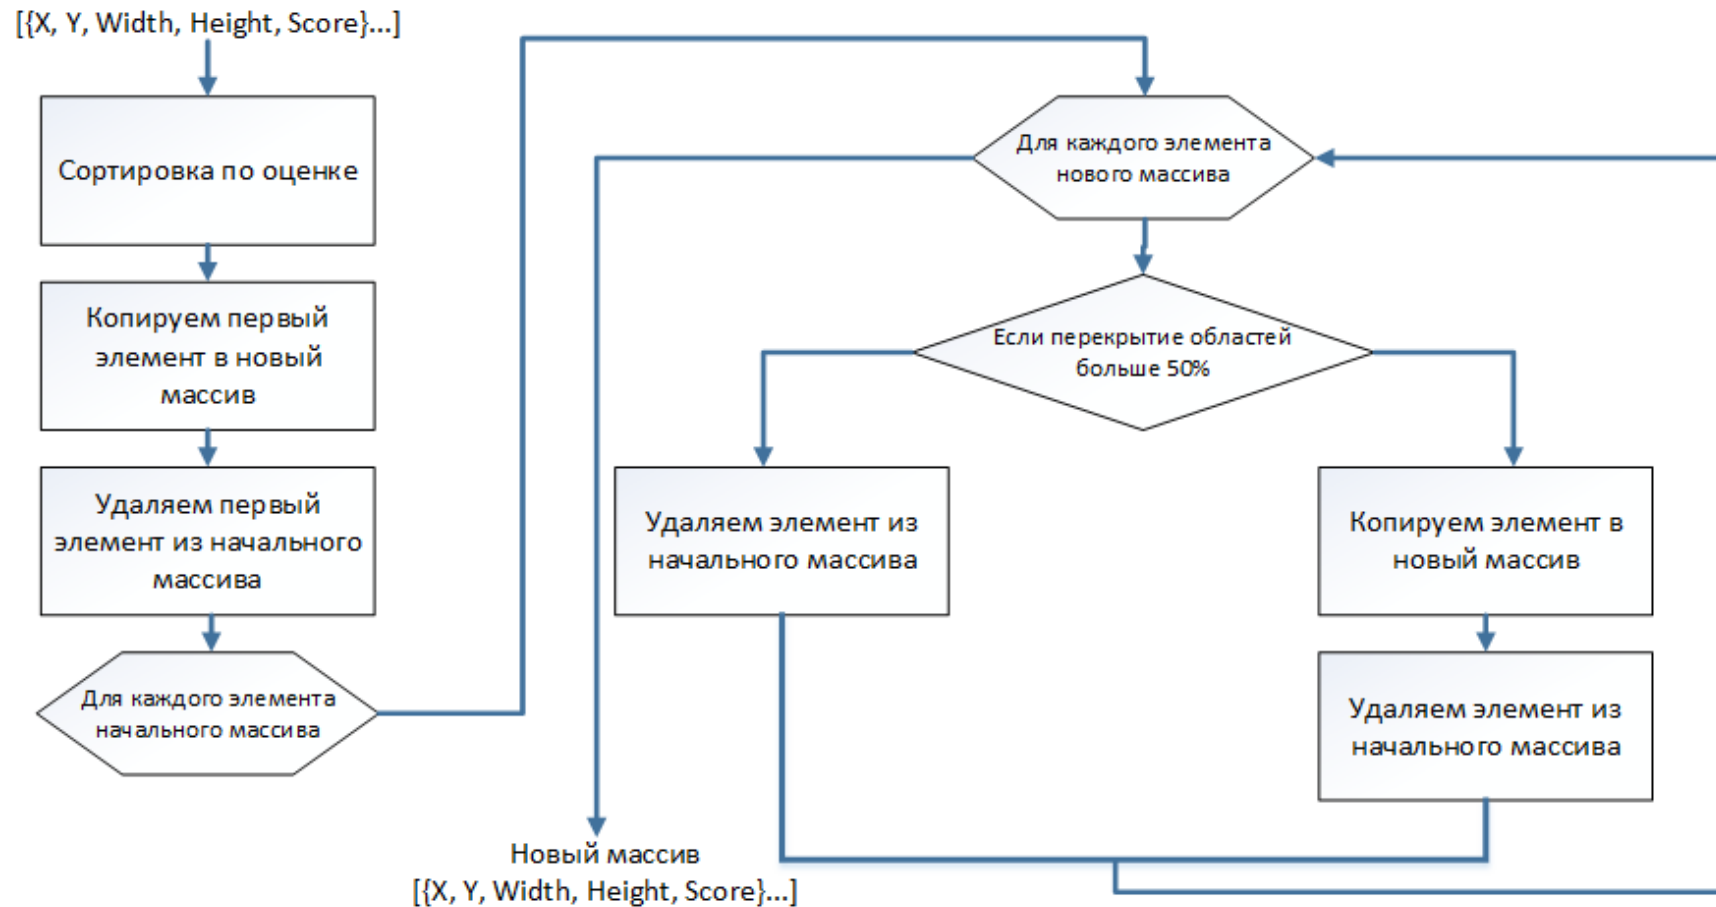 [{X, Y, Width, Height, Score}...]
Сортировка по оценке
Копируем первый
элемент в новый
массив
Удаляем первый
элемент из начального
массива
Для каждого элемента
начального массива
Для каждого элемента
нового массива
Если перекрытие областей
больше 50%
Удаляем элемент из
начального массива
Копируем элемент в
новый массив
Удаляем элемент из
начального массива
Новый массив
[{X, Y, Width, Height, Score}...]